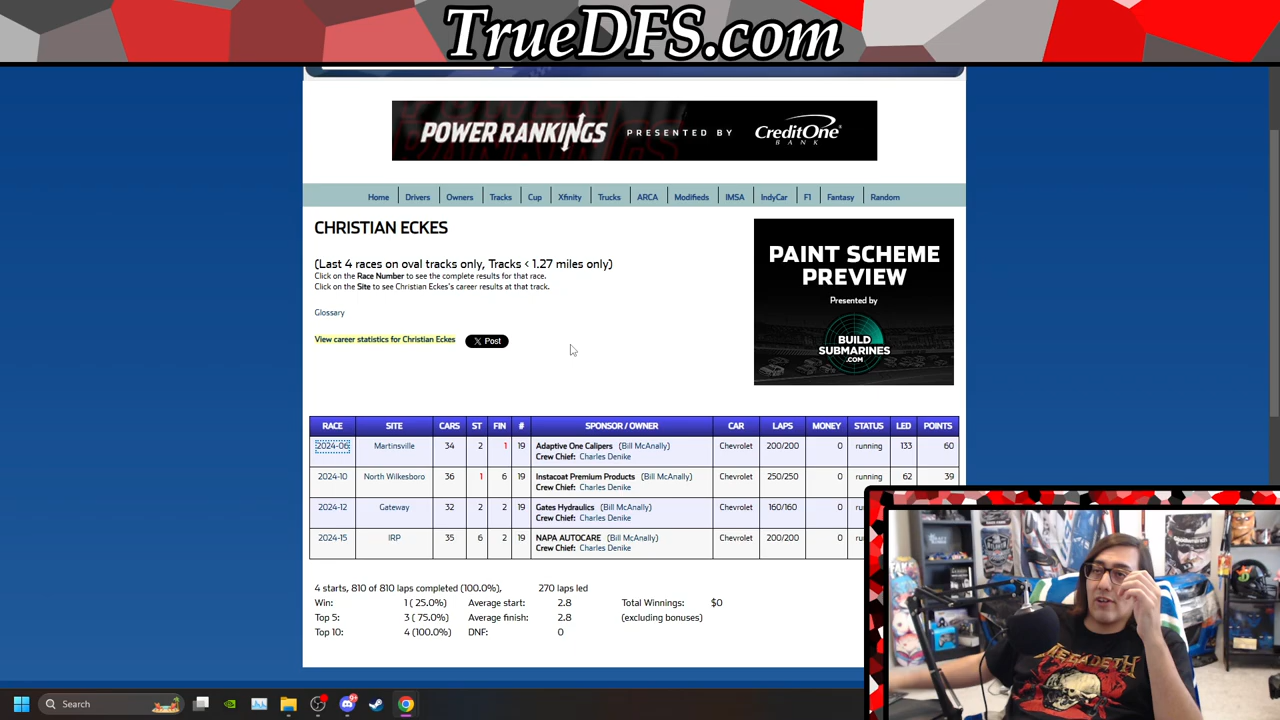 TrueDFS.com
POWER RANKINGS PRESENTED BY CreditOne BANK
Home Drivers Owners Tracks Cup Xfinity Trucks ARCA Modifieds IMSA IndyCar F1 Fantasy Random
CHRISTIAN ECKES
(Last 4 races on oval tracks only, Tracks < 1.27 miles only)
Click on the Race Number to see the complete results for that race.
Click on the Site to see Christian Eckes's career results at that track.
Glossary
View career statistics for Christian Eckes
X Post
PAINT SCHEME
PREVIEW
Presented by
BUILD
SUBMARINES
.COM
RACE SITE CARS ST FIN # SPONSOR / OWNER CAR LAPS MONEY STATUS LED POINTS
2024-06 Martinsville 34 2 1 19 Adaptive One Calipers (Bill McAnally) Chevrolet 200/200 0 running 133 60
Crew Chief: Charles Denike
2024-10 North Wilkesboro 36 1 6 19 Instacoat Premium Products (Bill McAnally) Chevrolet 250/250 0 running 62 39
Crew Chief: Charles Denike
2024-12 Gateway 32 2 2 19 Gates Hydraulics (Bill McAnally) Chevrolet 160/160 0 ru
Crew Chief: Charles Denike
2024-15 IRP 35 6 2 19 NAPA AUTOCARE (Bill McAnally) Chevrolet 200/200 0 ru
Crew Chief: Charles Denike
4 starts, 810 of 810 laps completed (100.0%), 270 laps led
Win: 1 ( 25.0%) Average start: 2.8 Total Winnings: $0
Top 5: 3 ( 75.0%) Average finish: 2.8 (excluding bonuses)
Top 10: 4 (100.0%) DNF: 0
MEGADETH
Search
9+